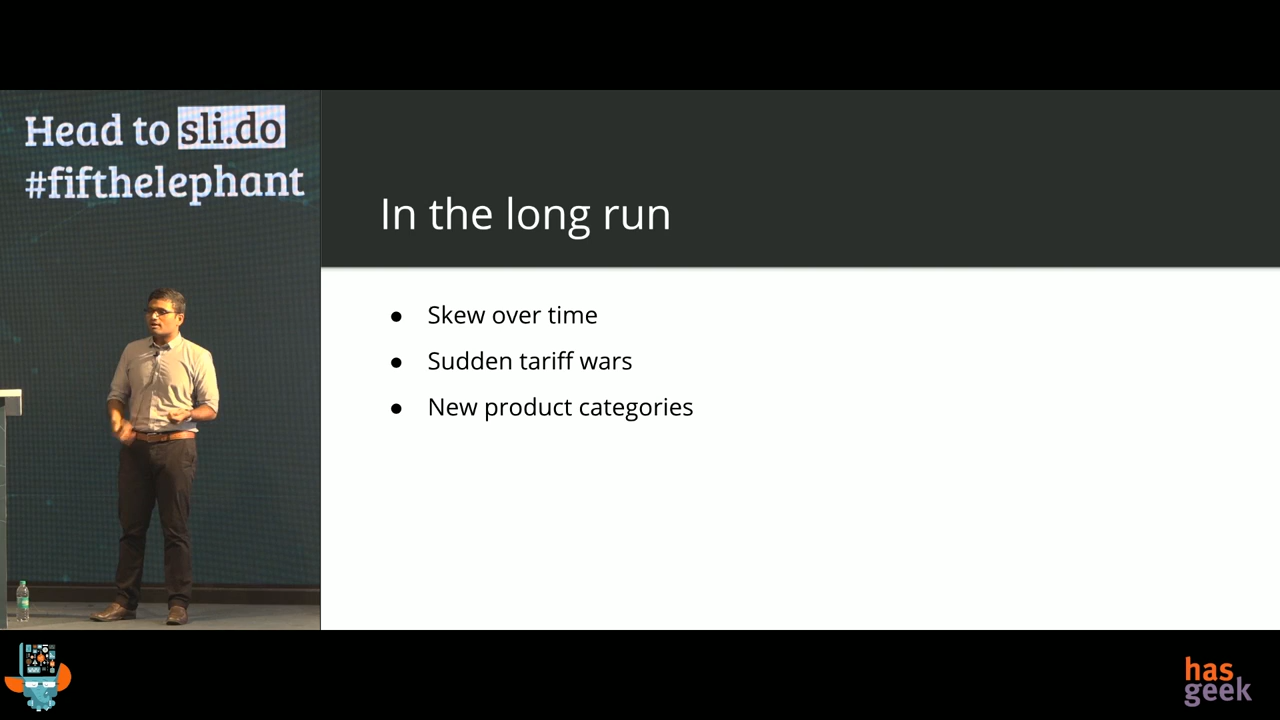 Head to sli.do
#fifthelephant
In the long run
● Skew over time
● Sudden tariff wars
● New product categories
has
geek